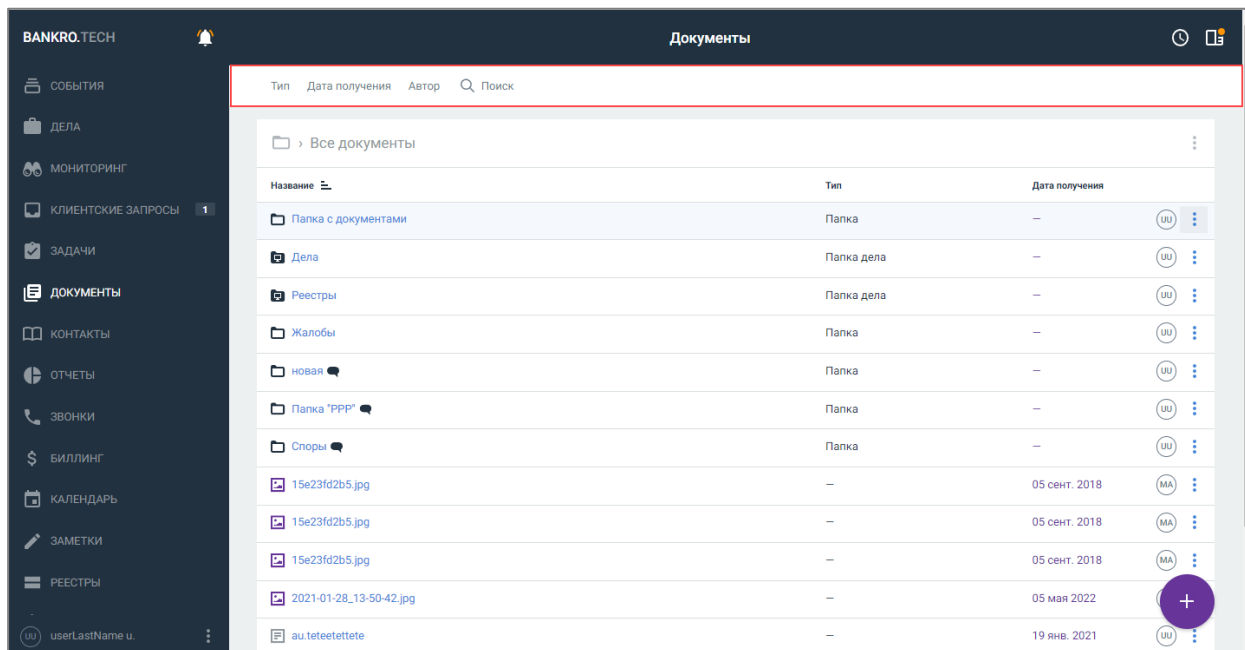 BANKRO.TECH
Документы
СОБЫТИЯ
Тип Дата получения Автор Поиск
ДЕЛА
› Все документы
МОНИТОРИНГ
Название Тип Дата получения
КЛИЕНТСКИЕ ЗАПРОСЫ 1
Папка с документами Папка — UU
ЗАДАЧИ
Дела Папка дела — UU
ДОКУМЕНТЫ
Реестры Папка дела — UU
КОНТАКТЫ
Жалобы Папка — UU
ОТЧЕТЫ
новая Папка — UU
ЗВОНКИ
Папка "PPP" Папка — UU
БИЛЛИНГ
Споры Папка — UU
КАЛЕНДАРЬ
15e23fd2b5.jpg — 05 сент. 2018 MA
15e23fd2b5.jpg — 05 сент. 2018 MA
ЗАМЕТКИ
15e23fd2b5.jpg — 05 сент. 2018 MA
РЕЕСТРЫ
2021-01-28_13-50-42.jpg — 05 мая 2022
UU userLastName u.
au.teteetettete — 19 янв. 2021 UU